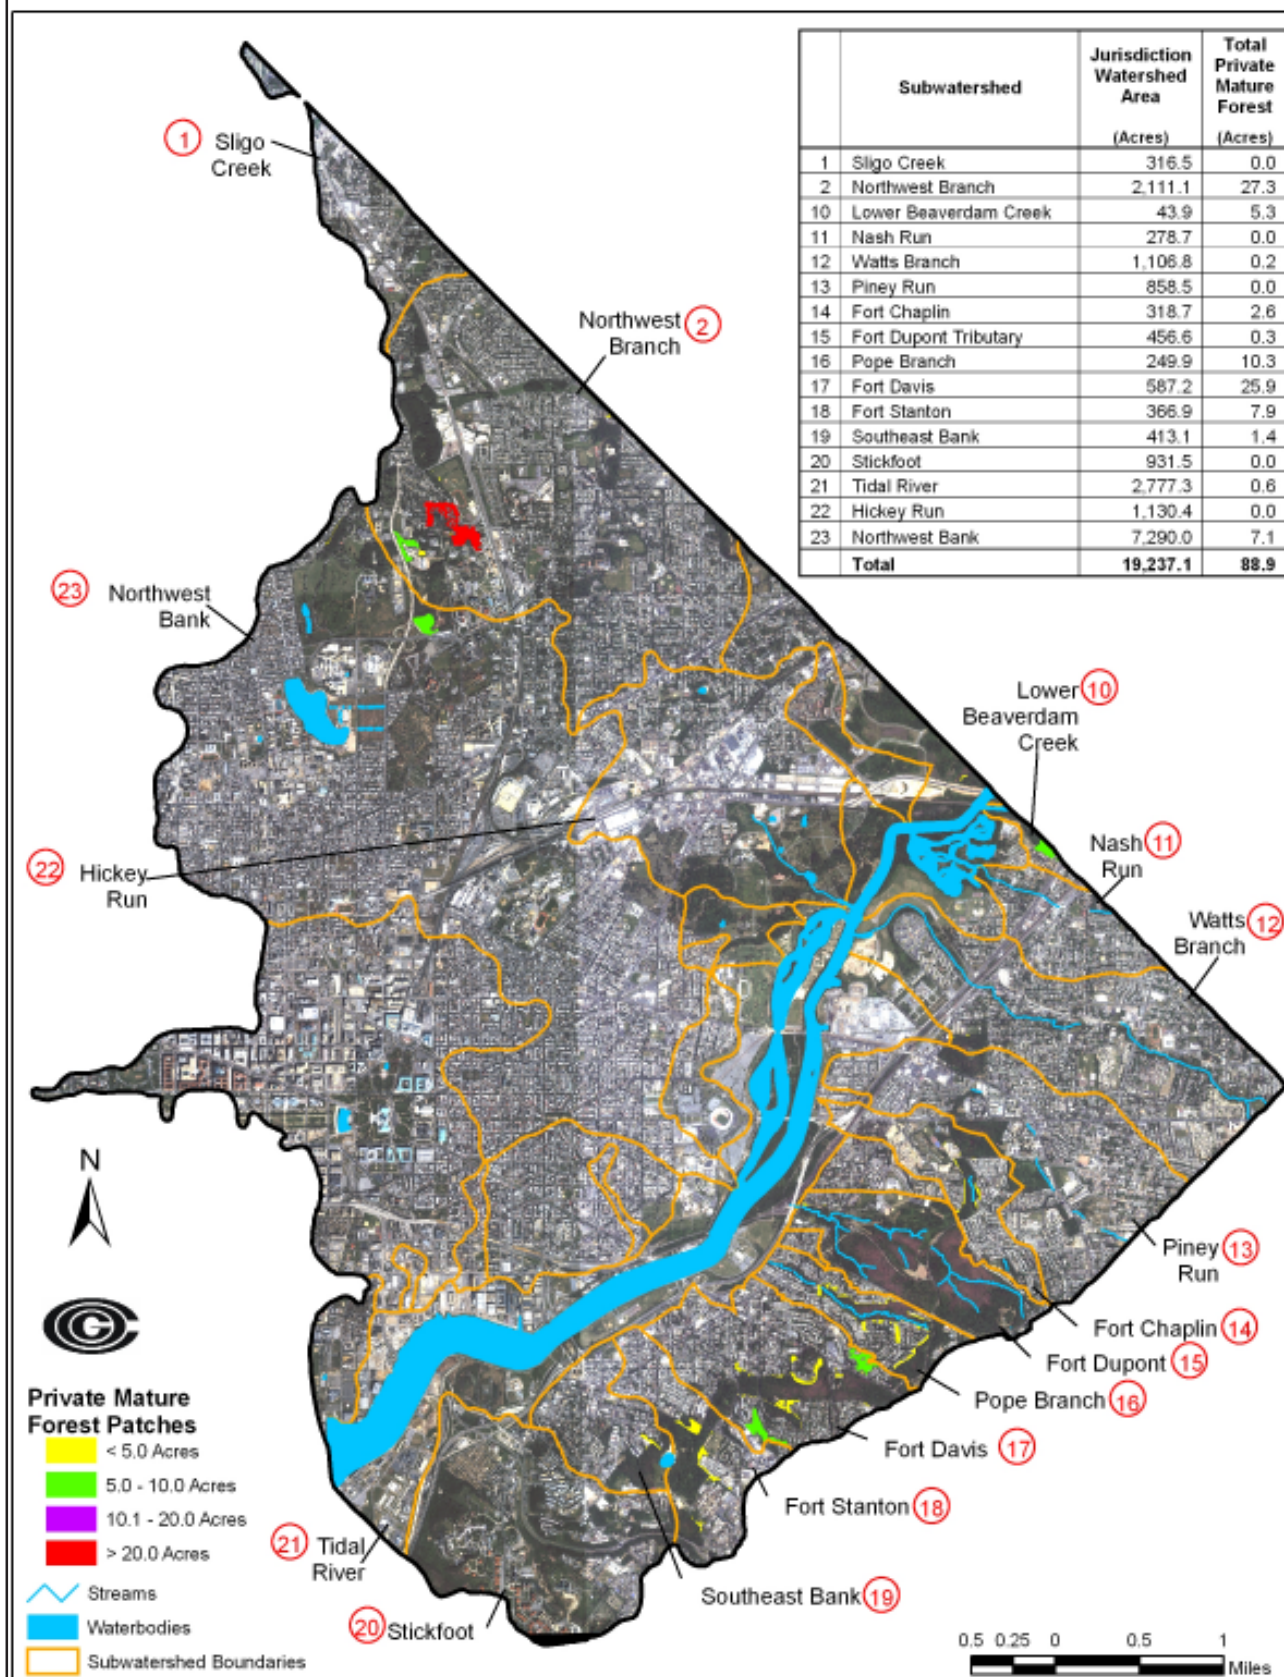 Subwatershed
Jurisdiction
Watershed
Area
(Acres)
Total
Private
Mature
Forest
(Acres)
1 Sligo Creek 316.5 0.0
2 Northwest Branch 2,111.1 27.3
10 Lower Beaverdam Creek 43.9 5.3
11 Nash Run 278.7 0.0
12 Watts Branch 1,106.8 0.2
13 Piney Run 858.5 0.0
14 Fort Chaplin 318.7 2.6
15 Fort Dupont Tributary 456.6 0.3
16 Pope Branch 249.9 10.3
17 Fort Davis 587.2 25.9
18 Fort Stanton 366.9 7.9
19 Southeast Bank 413.1 1.4
20 Stickfoot 931.5 0.0
21 Tidal River 2,777.3 0.6
22 Hickey Run 1,130.4 0.0
23 Northwest Bank 7,290.0 7.1
Total 19,237.1 88.9
1 Sligo
Creek
Northwest 2
Branch
23 Northwest
Bank
Lower 10
Beaverdam
Creek
Nash 11
Run
22 Hickey
Run
Watts 12
Branch
N
Piney 13
Run
Fort Chaplin 14
Fort Dupont 15
Pope Branch 16
Fort Davis 17
Fort Stanton 18
Southeast Bank 19
21 Tidal
River
20 Stickfoot
Private Mature
Forest Patches
< 5.0 Acres
5.0 - 10.0 Acres
10.1 - 20.0 Acres
> 20.0 Acres
Streams
Waterbodies
Subwatershed Boundaries
0.5 0.25 0 0.5 1
Miles